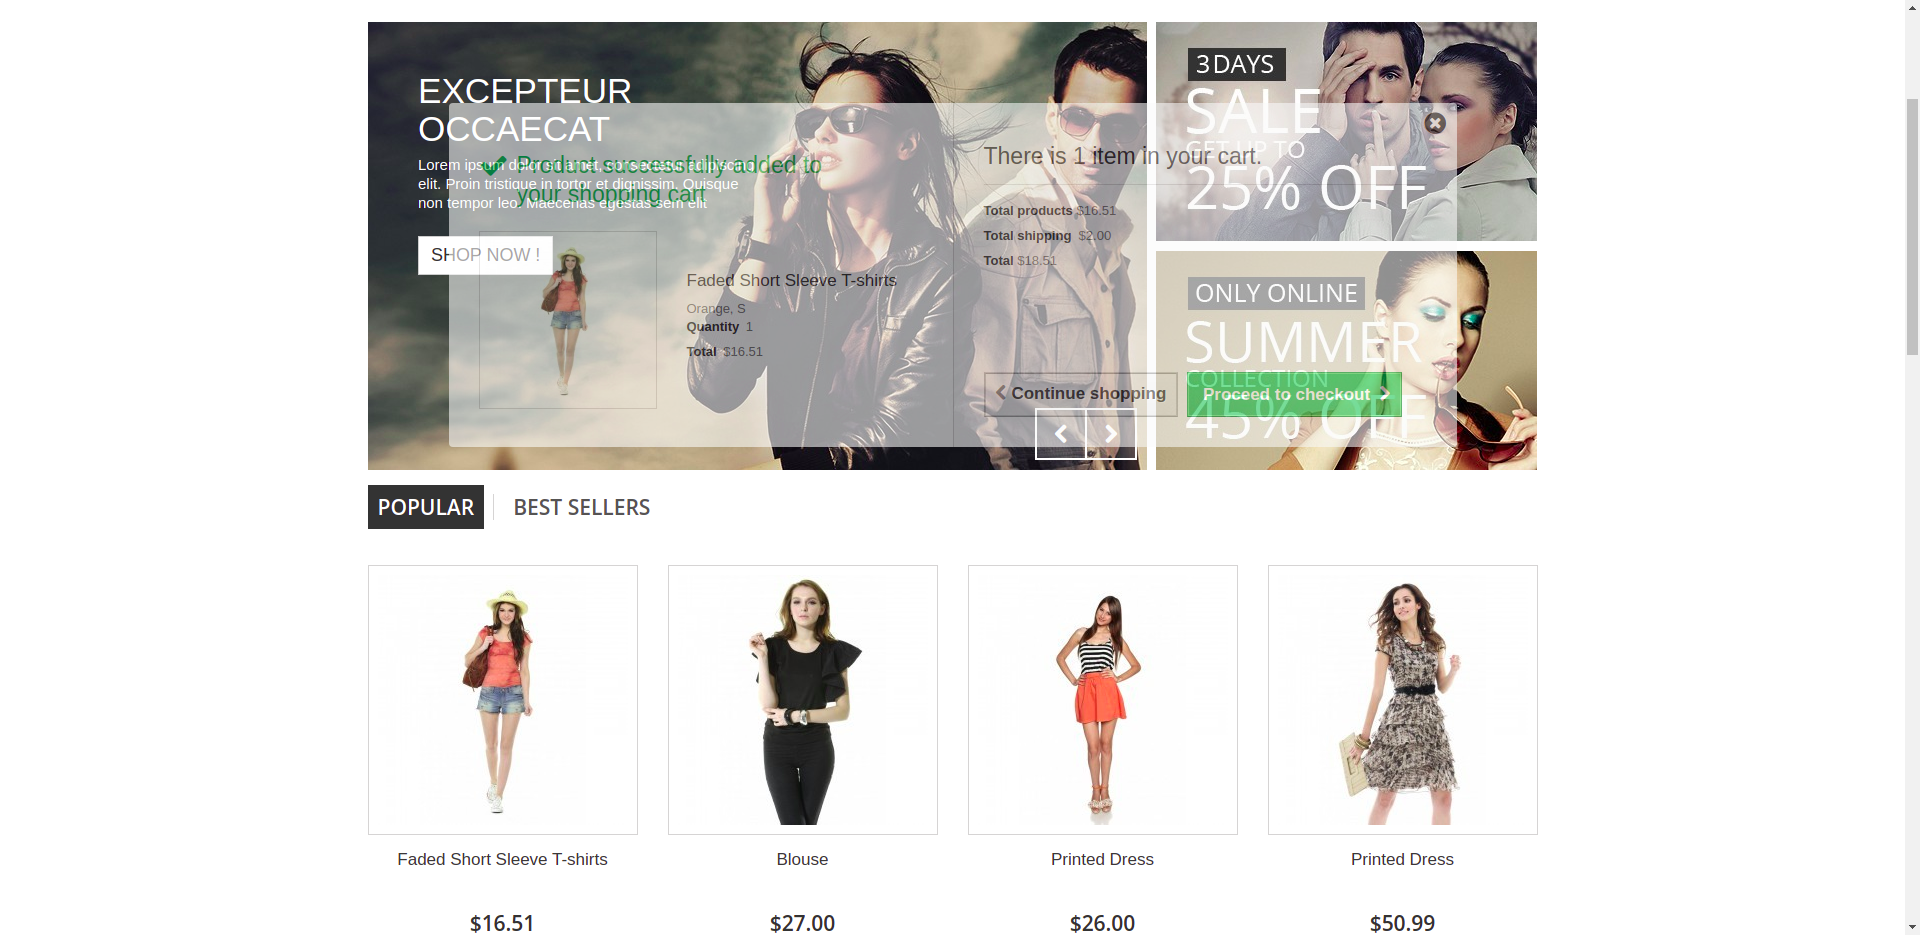 EXCEPTEUR
OCCAECAT
Lorem ipsum dolor sit amet, consectetur adipiscing
elit. Proin tristique in tortor et dignissim. Quisque
non tempor leo. Maecenas egestas sem elit
SHOP NOW !
Product successfully added to
your shopping cart
Faded Short Sleeve T-shirts
Orange, S
Quantity 1
Total $16.51
There is 1 item in your cart.
Total products $16.51
Total shipping $2.00
Total $18.51
Continue shopping
Proceed to checkout
3 DAYS
SALE
GET UP TO
25% OFF
ONLY ONLINE
SUMMER
COLLECTION
45% OFF
POPULAR
BEST SELLERS
Faded Short Sleeve T-shirts
Blouse
Printed Dress
Printed Dress
$16.51
$27.00
$26.00
$50.99